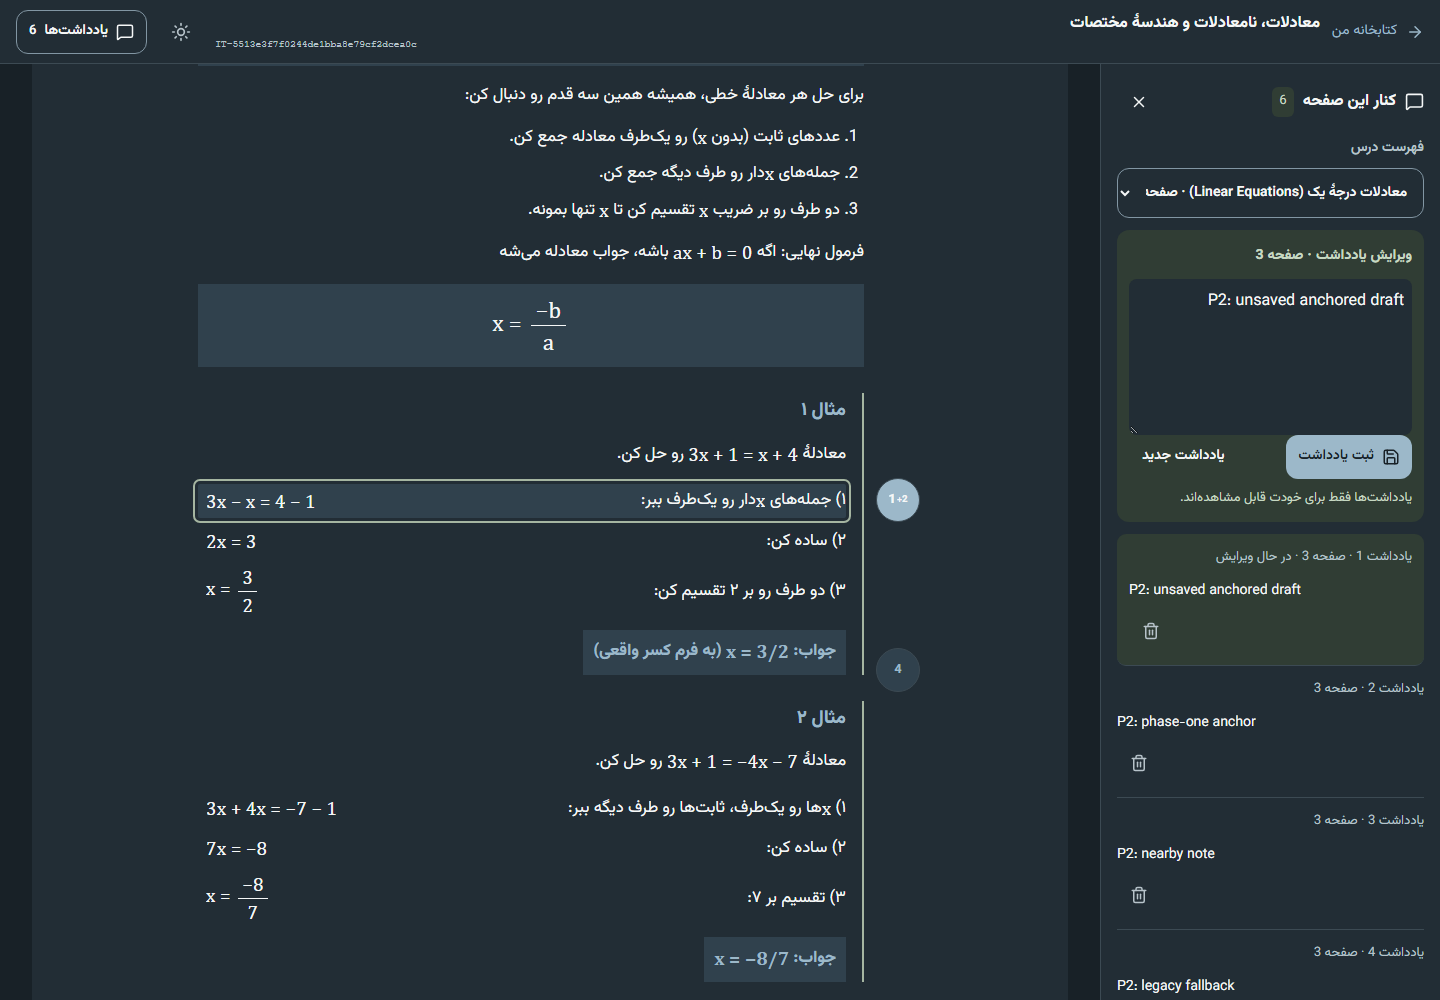 کتابخانه من
معادلات، نامعادلات و هندسهٔ مختصات
IT-5513e3f7f0244de1bba8e79cf2dcea0c
یادداشت‌ها 6
کنار این صفحه 6
فهرست درس
معادلات درجهٔ یک (Linear Equations) · صفحه
ویرایش یادداشت · صفحه 3
P2: unsaved anchored draft
ثبت یادداشت
یادداشت جدید
یادداشت‌ها فقط برای خودت قابل مشاهده‌اند.
یادداشت 1 · صفحه 3 · در حال ویرایش
P2: unsaved anchored draft
یادداشت 2 · صفحه 3
P2: phase-one anchor
یادداشت 3 · صفحه 3
P2: nearby note
یادداشت 4 · صفحه 3
P2: legacy fallback
برای حل هر معادلهٔ خطی، همیشه همین سه قدم رو دنبال کن:
1. عددهای ثابت (بدون x) رو یک‌طرف معادله جمع کن.
2. جمله‌های xدار رو طرف دیگه جمع کن.
3. دو طرف رو بر ضریب x تقسیم کن تا x تنها بمونه.
فرمول نهایی: اگه ax + b = 0 باشه، جواب معادله می‌شه
x = −b/a
مثال ۱
معادلهٔ 3x + 1 = x + 4 رو حل کن.
۱) جمله‌های xدار رو یک‌طرف ببر: 3x − x = 4 − 1
1 +2
۲) ساده کن: 2x = 3
۳) دو طرف رو بر ۲ تقسیم کن: x = 3/2
جواب: x = 3/2 (به فرم کسر واقعی)
4
مثال ۲
معادلهٔ 3x + 1 = −4x − 7 رو حل کن.
۱) xها رو یک‌طرف، ثابت‌ها رو طرف دیگه ببر: 3x + 4x = −7 − 1
۲) ساده کن: 7x = −8
۳) تقسیم بر ۷: x = −8/7
جواب: x = −8/7